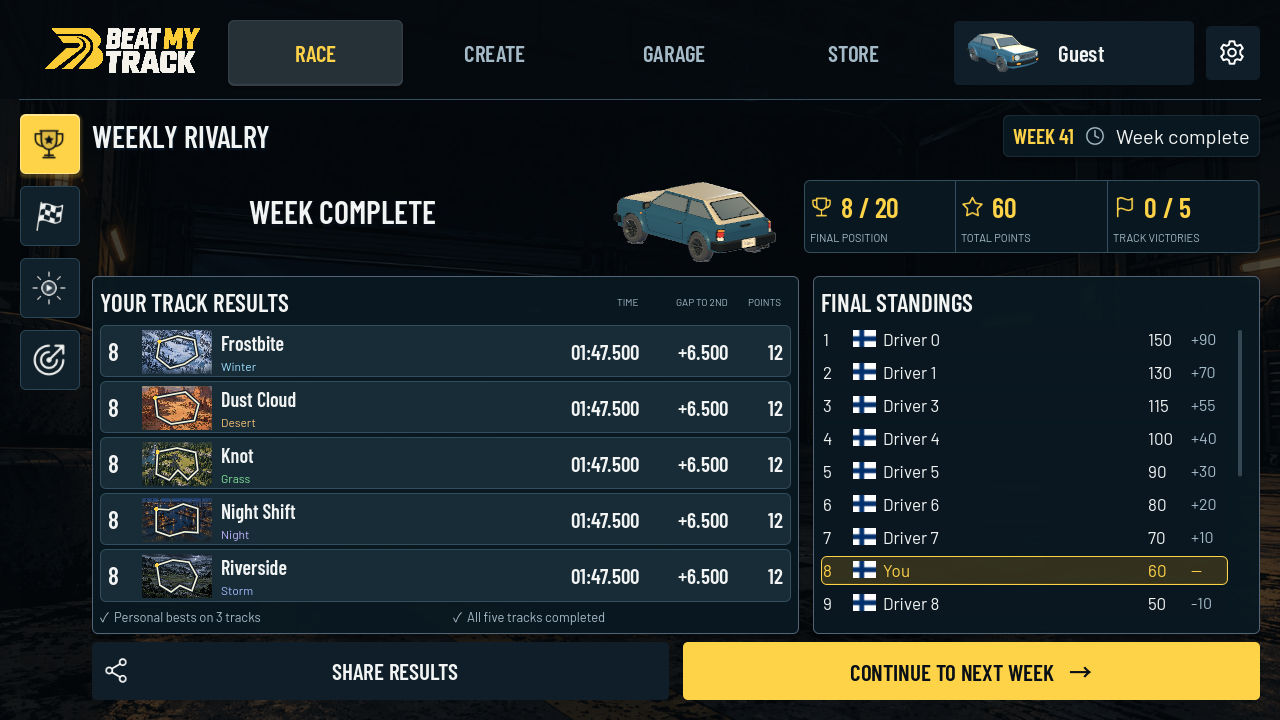 BEAT MY TRACK
RACE
CREATE
GARAGE
STORE
Guest
WEEKLY RIVALRY
WEEK 41 Week complete
WEEK COMPLETE
8 / 20
FINAL POSITION
60
TOTAL POINTS
0 / 5
TRACK VICTORIES
YOUR TRACK RESULTS TIME GAP TO 2ND POINTS
8 Frostbite 01:47.500 +6.500 12
Winter
8 Dust Cloud 01:47.500 +6.500 12
Desert
8 Knot 01:47.500 +6.500 12
Grass
8 Night Shift 01:47.500 +6.500 12
Night
8 Riverside 01:47.500 +6.500 12
Storm
✓ Personal bests on 3 tracks
✓ All five tracks completed
FINAL STANDINGS
1 Driver 0 150 +90
2 Driver 1 130 +70
3 Driver 3 115 +55
4 Driver 4 100 +40
5 Driver 5 90 +30
6 Driver 6 80 +20
7 Driver 7 70 +10
8 You 60 –
9 Driver 8 50 -10
SHARE RESULTS
CONTINUE TO NEXT WEEK →